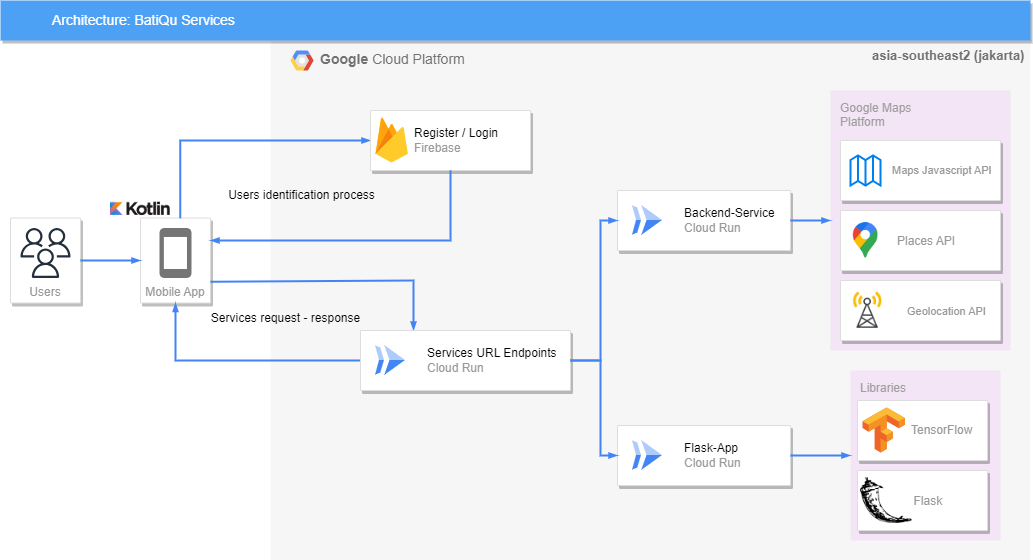 Architecture: BatiQu Services
Google Cloud Platform
asia-southeast2 (jakarta)
Register / Login
Firebase
Users identification process
Kotlin
Users
Mobile App
Services request - response
Services URL Endpoints
Cloud Run
Backend-Service
Cloud Run
Flask-App
Cloud Run
Google Maps
Platform
Maps Javascript API
Places API
Geolocation API
Libraries
TensorFlow
Flask